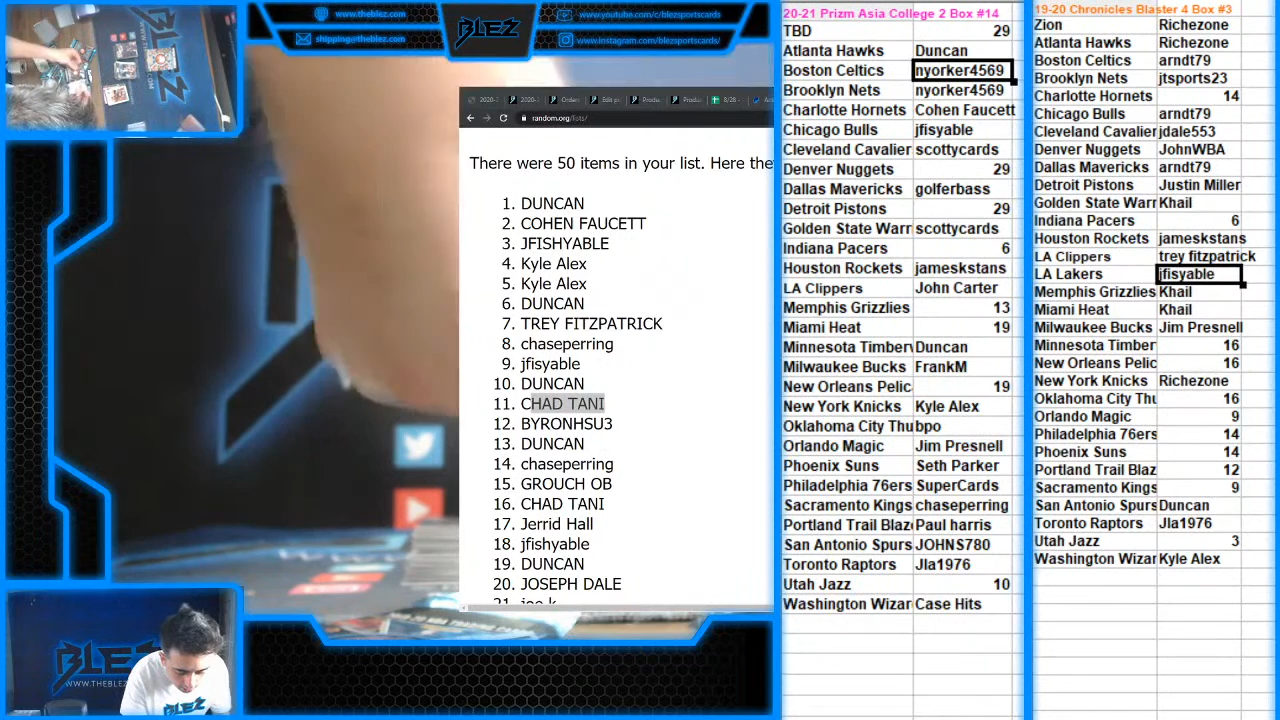 www.theblez.com
shipping@theblez.com
BLEZ
www.youtube.com/c/blezsportscards
www.instagram.com/blezsportscards/
random.org/lists/
There were 50 items in your list. Here the
1. DUNCAN
2. COHEN FAUCETT
3. JFISHYABLE
4. Kyle Alex
5. Kyle Alex
6. DUNCAN
7. TREY FITZPATRICK
8. chaseperring
9. jfisyable
10. DUNCAN
11. CHAD TANI
12. BYRONHSU3
13. DUNCAN
14. chaseperring
15. GROUCH OB
16. CHAD TANI
17. Jerrid Hall
18. jfishyable
19. DUNCAN
20. JOSEPH DALE
21. joe k
20-21 Prizm Asia College 2 Box #14
TBD 29
Atlanta Hawks Duncan
Boston Celtics nyorker4569
Brooklyn Nets nyorker4569
Charlotte Hornets Cohen Faucett
Chicago Bulls jfisyable
Cleveland Cavalier scottycards
Denver Nuggets 29
Dallas Mavericks golferbass
Detroit Pistons 29
Golden State Warr scottycards
Indiana Pacers 6
Houston Rockets jameskstans
LA Clippers John Carter
Memphis Grizzlies 13
Miami Heat 19
Minnesota Timberv Duncan
Milwaukee Bucks FrankM
New Orleans Pelic 19
New York Knicks Kyle Alex
Oklahoma City Thu bpo
Orlando Magic Jim Presnell
Phoenix Suns Seth Parker
Philadelphia 76ers SuperCards
Sacramento Kings chaseperring
Portland Trail Blaz Paul harris
San Antonio Spurs JOHNS780
Toronto Raptors Jla1976
Utah Jazz 10
Washington Wizar Case Hits
19-20 Chronicles Blaster 4 Box #3
Zion Richezone
Atlanta Hawks Richezone
Boston Celtics arndt79
Brooklyn Nets jtsports23
Charlotte Hornets 14
Chicago Bulls arndt79
Cleveland Cavalier jdale553
Denver Nuggets JohnWBA
Dallas Mavericks arndt79
Detroit Pistons Justin Miller
Golden State Warr Khail
Indiana Pacers 6
Houston Rockets jameskstans
LA Clippers trey fitzpatrick
LA Lakers jfisyable
Memphis Grizzlies Khail
Miami Heat Khail
Milwaukee Bucks Jim Presnell
Minnesota Timber 16
New Orleans Pelic 16
New York Knicks Richezone
Oklahoma City Thu 16
Orlando Magic 9
Philadelphia 76ers 14
Phoenix Suns 14
Portland Trail Blaz 12
Sacramento Kings 9
San Antonio Spurs Duncan
Toronto Raptors Jla1976
Utah Jazz 3
Washington Wizar Kyle Alex
BLEZ